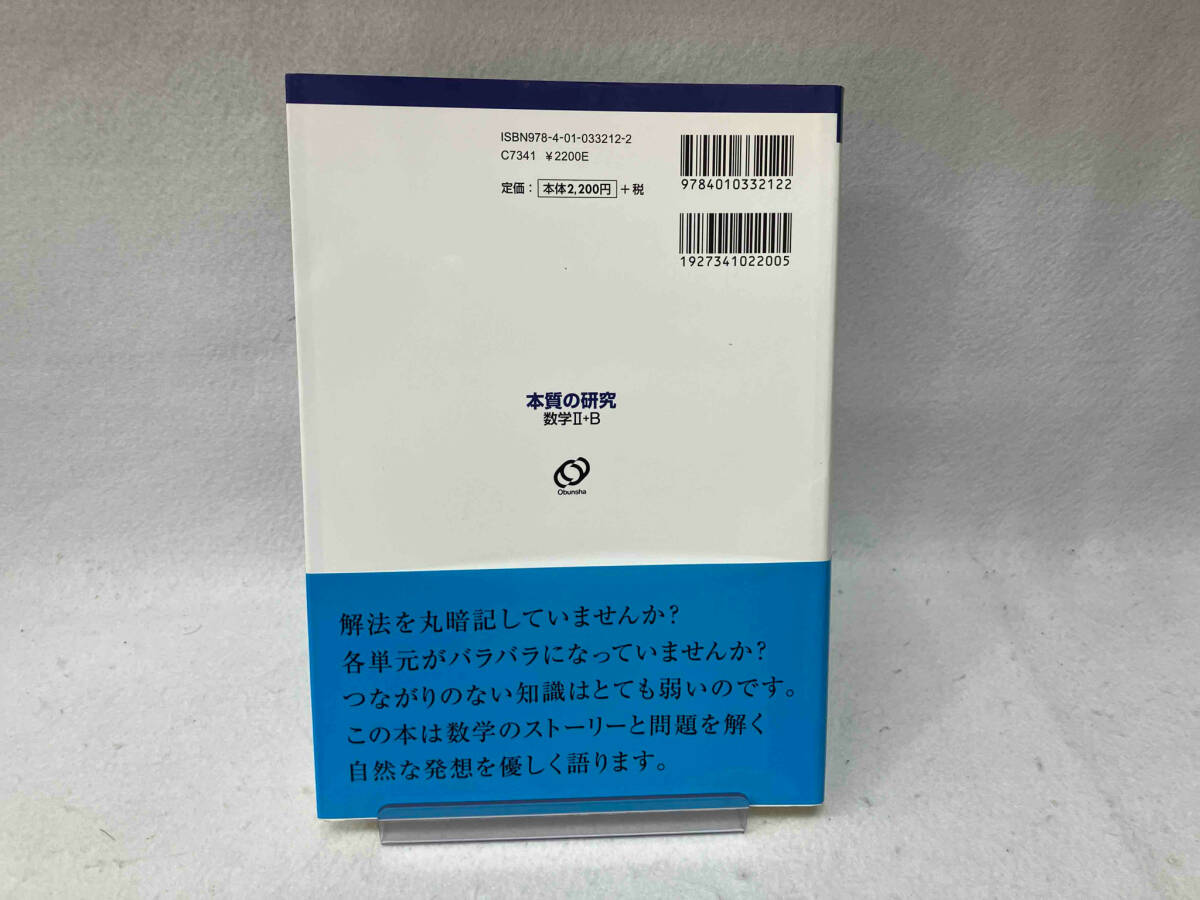 ISBN978-4-01-033212-2
C7341 ¥2200E
定価：本体2,200円＋税
9784010332122
1927341022005
本質の研究
数学Ⅱ+B
Obunsha
解法を丸暗記していませんか？
各単元がバラバラになっていませんか？
つながりのない知識はとても弱いのです。
この本は数学のストーリーと問題を解く
自然な発想を優しく語ります。